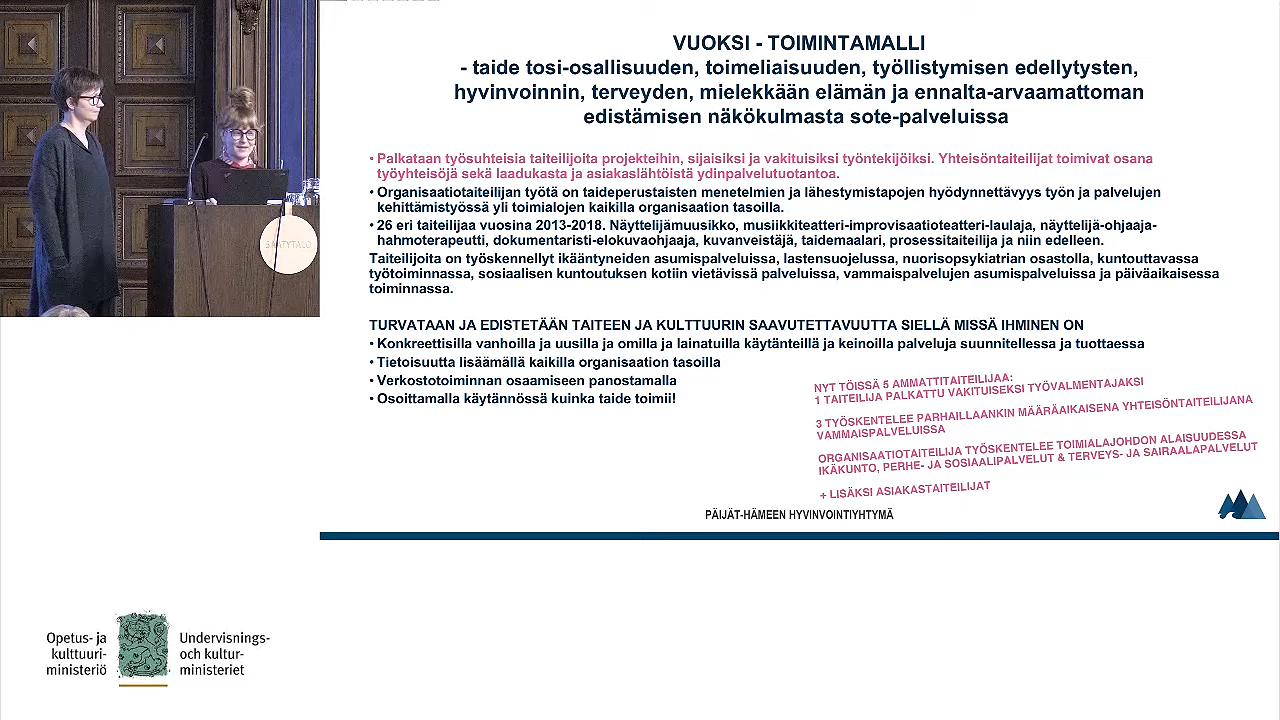 SÄÄTYTALO
VUOKSI - TOIMINTAMALLI
- taide tosi-osallisuuden, toimeliaisuuden, työllistymisen edellytysten,
hyvinvoinnin, terveyden, mielekkään elämän ja ennalta-arvaamattoman
edistämisen näkökulmasta sote-palveluissa
• Palkataan työsuhteisia taiteilijoita projekteihin, sijaisiksi ja vakituisiksi työntekijöiksi. Yhteisöntaiteilijat toimivat osana
työyhteisöjä sekä laadukasta ja asiakaslähtöistä ydinpalvelutuotantoa.
• Organisaatiotaiteilijan työtä on taideperustaisten menetelmien ja lähestymistapojen hyödynnettävyys työn ja palvelujen
kehittämistyössä yli toimialojen kaikilla organisaation tasoilla.
• 26 eri taiteilijaa vuosina 2013-2018. Näyttelijämuusikko, musiikkiteatteri-improvisaatioteatteri-laulaja, näyttelijä-ohjaaja-
hahmoterapeutti, dokumentaristi-elokuvaohjaaja, kuvanveistäjä, taidemaalari, prosessitaiteilija ja niin edelleen.
Taiteilijoita on työskennellyt ikääntyneiden asumispalveluissa, lastensuojelussa, nuorisopsykiatrian osastolla, kuntouttavassa
työtoiminnassa, sosiaalisen kuntoutuksen kotiin vietävissä palveluissa, vammaispalvelujen asumispalveluissa ja päiväaikaisessa
toiminnassa.
TURVATAAN JA EDISTETÄÄN TAITEEN JA KULTTUURIN SAAVUTETTAVUUTTA SIELLÄ MISSÄ IHMINEN ON
• Konkreettisilla vanhoilla ja uusilla ja omilla ja lainatuilla käytänteillä ja keinoilla palveluja suunnitellessa ja tuottaessa
• Tietoisuutta lisäämällä kaikilla organisaation tasoilla
• Verkostotoiminnan osaamiseen panostamalla
• Osoittamalla käytännössä kuinka taide toimii!
NYT TÖISSÄ 5 AMMATTITAITEILIJAA:
1 TAITEILIJA PALKATTU VAKITUISEKSI TYÖVALMENTAJAKSI
3 TYÖSKENTELEE PARHAILLAANKIN MÄÄRÄAIKAISENA YHTEISÖNTAITEILIJANA
VAMMAISPALVELUISSA
ORGANISAATIOTAITEILIJA TYÖSKENTELEE TOIMIALAJOHDON ALAISUUDESSA
IKÄKUNTO, PERHE- JA SOSIAALIPALVELUT & TERVEYS- JA SAIRAALAPALVELUT
+ LISÄKSI ASIAKASTAITEILIJAT
PÄIJÄT-HÄMEEN HYVINVOINTIYHTYMÄ
Opetus- ja
kulttuuri-
ministeriö
Undervisnings-
och kultur-
ministeriet